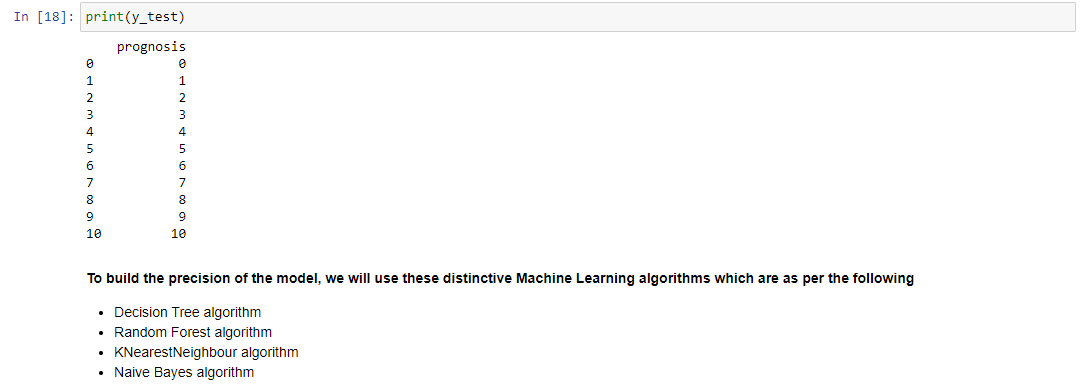 In [18]: print(y_test)
prognosis
0 0
1 1
2 2
3 3
4 4
5 5
6 6
7 7
8 8
9 9
10 10
To build the precision of the model, we will use these distinctive Machine Learning algorithms which are as per the following
• Decision Tree algorithm
• Random Forest algorithm
• KNearestNeighbour algorithm
• Naive Bayes algorithm